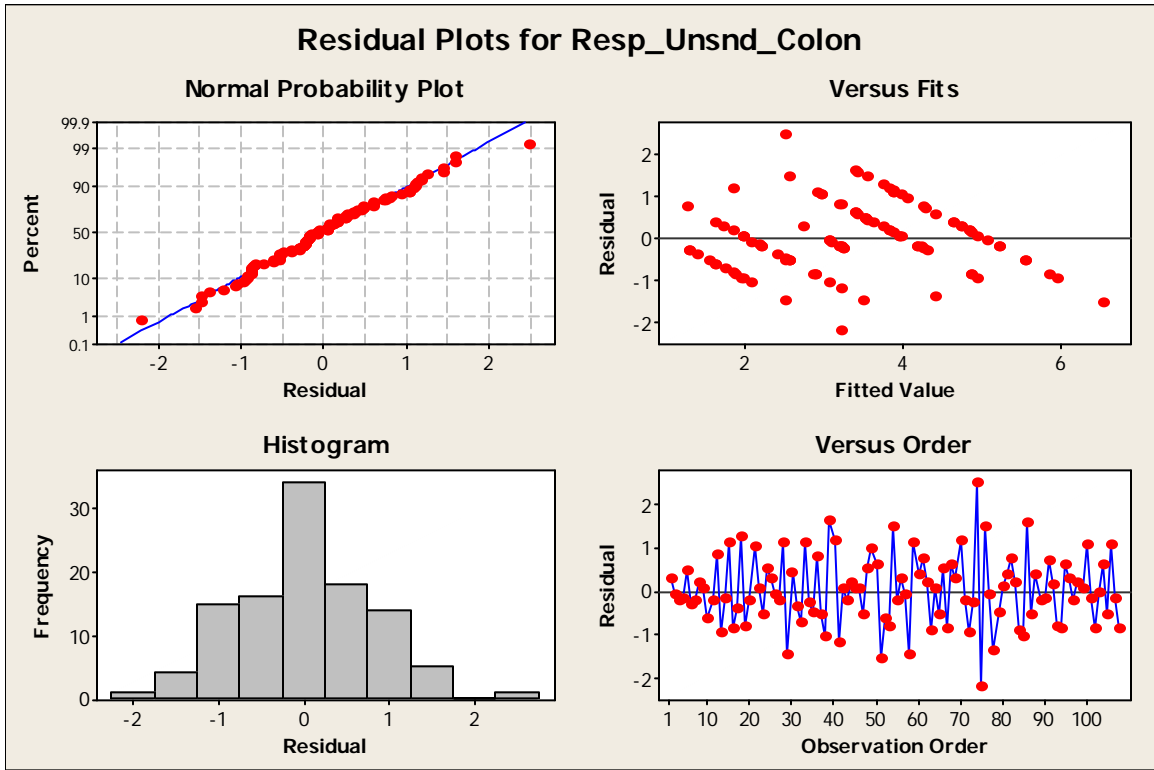 Residual Plots for Resp_Unsnd_Colon
Normal Probability Plot
99.9
99
90
50
10
1
0.1
Percent
-2 -1 0 1 2
Residual
Versus Fits
2
1
0
-1
-2
Residual
2 4 6
Fitted Value
Histogram
30
20
10
0
Frequency
-2 -1 0 1 2
Residual
Versus Order
2
1
0
-1
-2
Residual
1 10 20 30 40 50 60 70 80 90 100
Observation Order